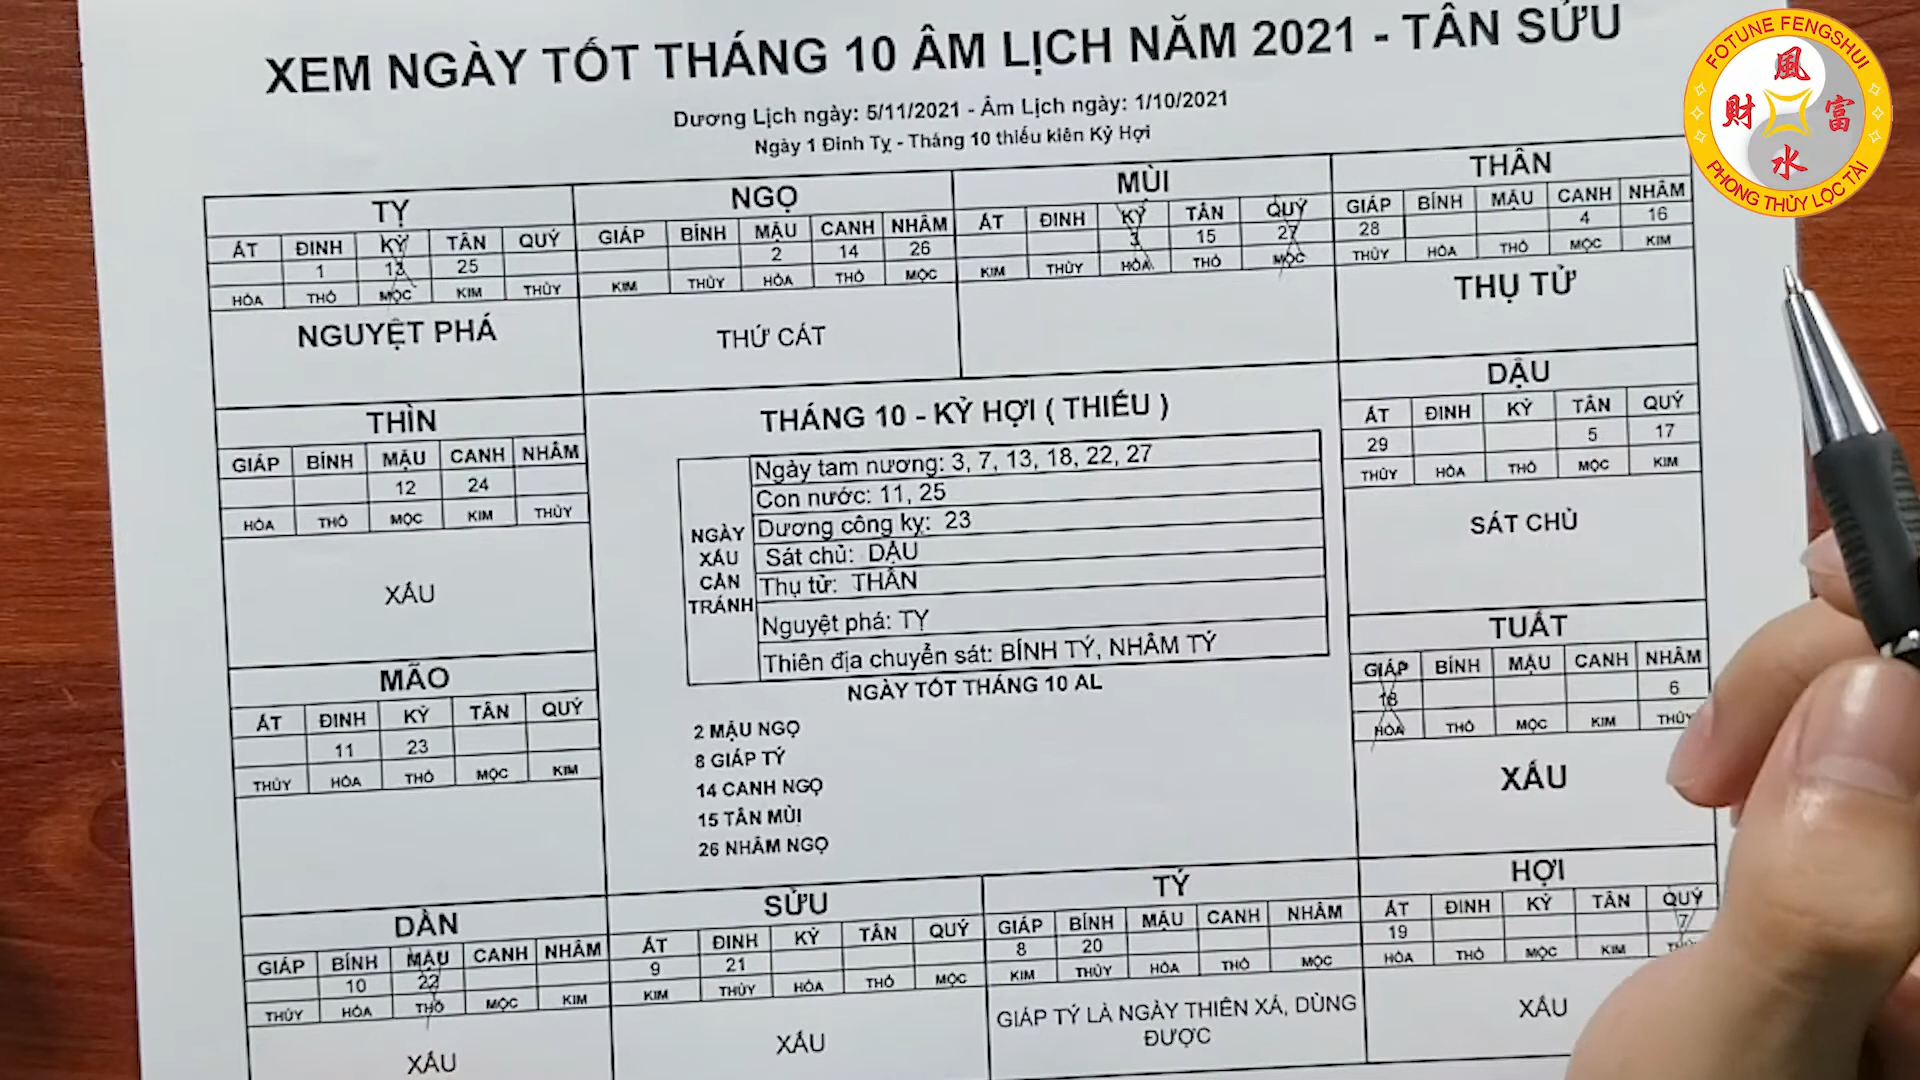 XEM NGÀY TỐT THÁNG 10 ÂM LỊCH NĂM 2021 - TÂN SỬU
Dương Lịch ngày: 5/11/2021 - Âm Lịch ngày: 1/10/2021
Ngày 1 Đinh Tỵ - Tháng 10 thiếu kiên Kỷ Hợi
FOTUNE FENGSHUI
風
財 富
水
PHONG THỦY LỘC TÀI
TỴ
ÁT ĐINH KỶ TÂN QUÝ
1 13 25
HỎA THỔ MỘC KIM THỦY
NGUYỆT PHÁ
NGỌ
GIÁP BÍNH MẬU CANH NHÂM
2 14 26
KIM THỦY HỎA THỔ MỘC
THỨ CÁT
MÙI
ÁT ĐINH KỶ TÂN QUÝ
3 15 27
KIM THỦY HỎA THỔ MỘC
THÂN
GIÁP BÍNH MẬU CANH NHÂM
28 4 16
THỦY HỎA THỔ MỘC KIM
THỤ TỬ
THÌN
GIÁP BÍNH MẬU CANH NHÂM
12 24
HỎA THỔ MỘC KIM THỦY
XẤU
THÁNG 10 - KỶ HỢI ( THIẾU )
NGÀY
XẤU
CẦN
TRÁNH
Ngày tam nương: 3, 7, 13, 18, 22, 27
Con nước: 11, 25
Dương công kỵ: 23
Sát chủ: DẬU
Thụ tử: THÂN
Nguyệt phá: TỴ
Thiên địa chuyển sát: BÍNH TÝ, NHÂM TÝ
NGÀY TỐT THÁNG 10 AL
2 MẬU NGỌ
8 GIÁP TÝ
14 CANH NGỌ
15 TÂN MÙI
26 NHÂM NGỌ
DẬU
ÁT ĐINH KỶ TÂN QUÝ
29 5 17
THỦY HỎA THỔ MỘC KIM
SÁT CHỦ
MÃO
ÁT ĐINH KỶ TÂN QUÝ
11 23
THỦY HỎA THỔ MỘC KIM
TUẤT
GIÁP BÍNH MẬU CANH NHÂM
18 6
HỎA THỔ MỘC KIM THỦY
XẤU
DẦN
GIÁP BÍNH MẬU CANH NHÂM
10 22
THỦY HỎA THỔ MỘC KIM
XẤU
SỬU
ÁT ĐINH KỶ TÂN QUÝ
9 21
KIM THỦY HỎA THỔ MỘC
XẤU
TÝ
GIÁP BÍNH MẬU CANH NHÂM
8 20
KIM THỦY HỎA THỔ MỘC
GIÁP TÝ LÀ NGÀY THIÊN XÁ, DÙNG
ĐƯỢC
HỢI
ÁT ĐINH KỶ TÂN QUÝ
19 7
HỎA THỔ MỘC KIM THỦY
XẤU